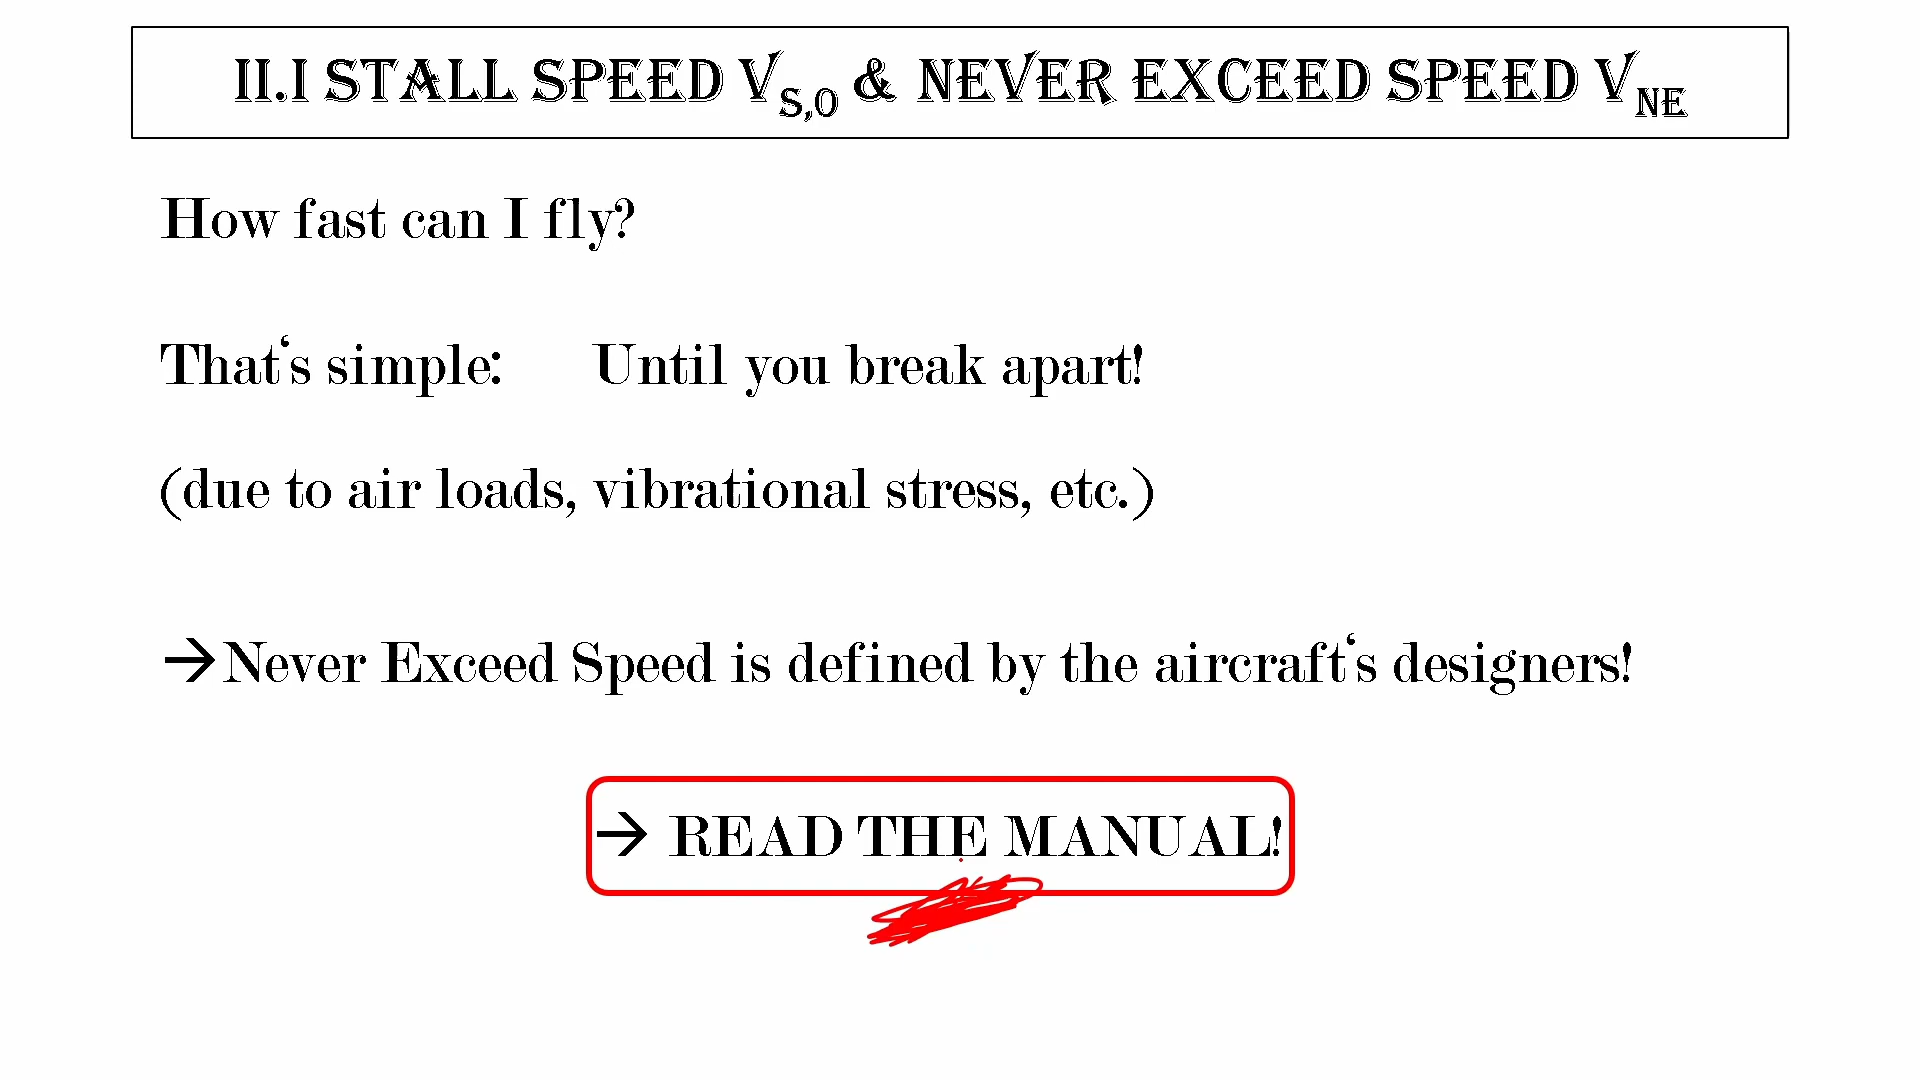 II.I STALL SPEED VS,0 & NEVER EXCEED SPEED VNE
How fast can I fly?
That‘s simple: Until you break apart!
(due to air loads, vibrational stress, etc.)
→Never Exceed Speed is defined by the aircraft‘s designers!
→ READ THE MANUAL!